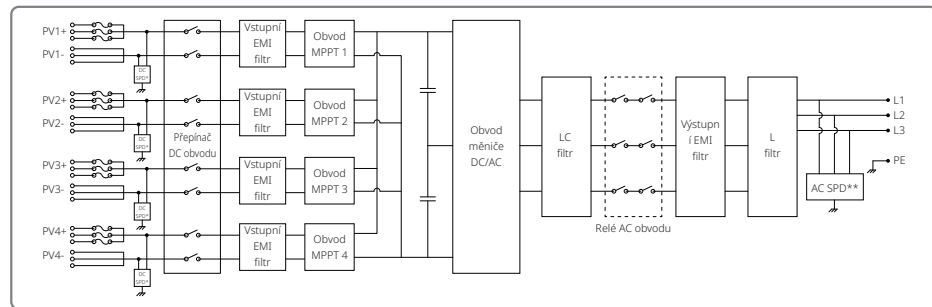 PV1+
PV1-
DC
SPD*
Vstupní
EMI
filtr
Obvod
MPPT 1
PV2+
PV2-
DC
SPD*
Vstupní
EMI
filtr
Obvod
MPPT 2
PV3+
PV3-
DC
SPD*
Vstupní
EMI
filtr
Obvod
MPPT 3
PV4+
PV4-
DC
SPD*
Vstupní
EMI
filtr
Obvod
MPPT 4
Přepínač
DC obvodu
Obvod
měniče
DC/AC
LC
filtr
Relé AC obvodu
Výstupn
í EMI
filtr
L
filtr
L1
L2
L3
PE
AC SPD**